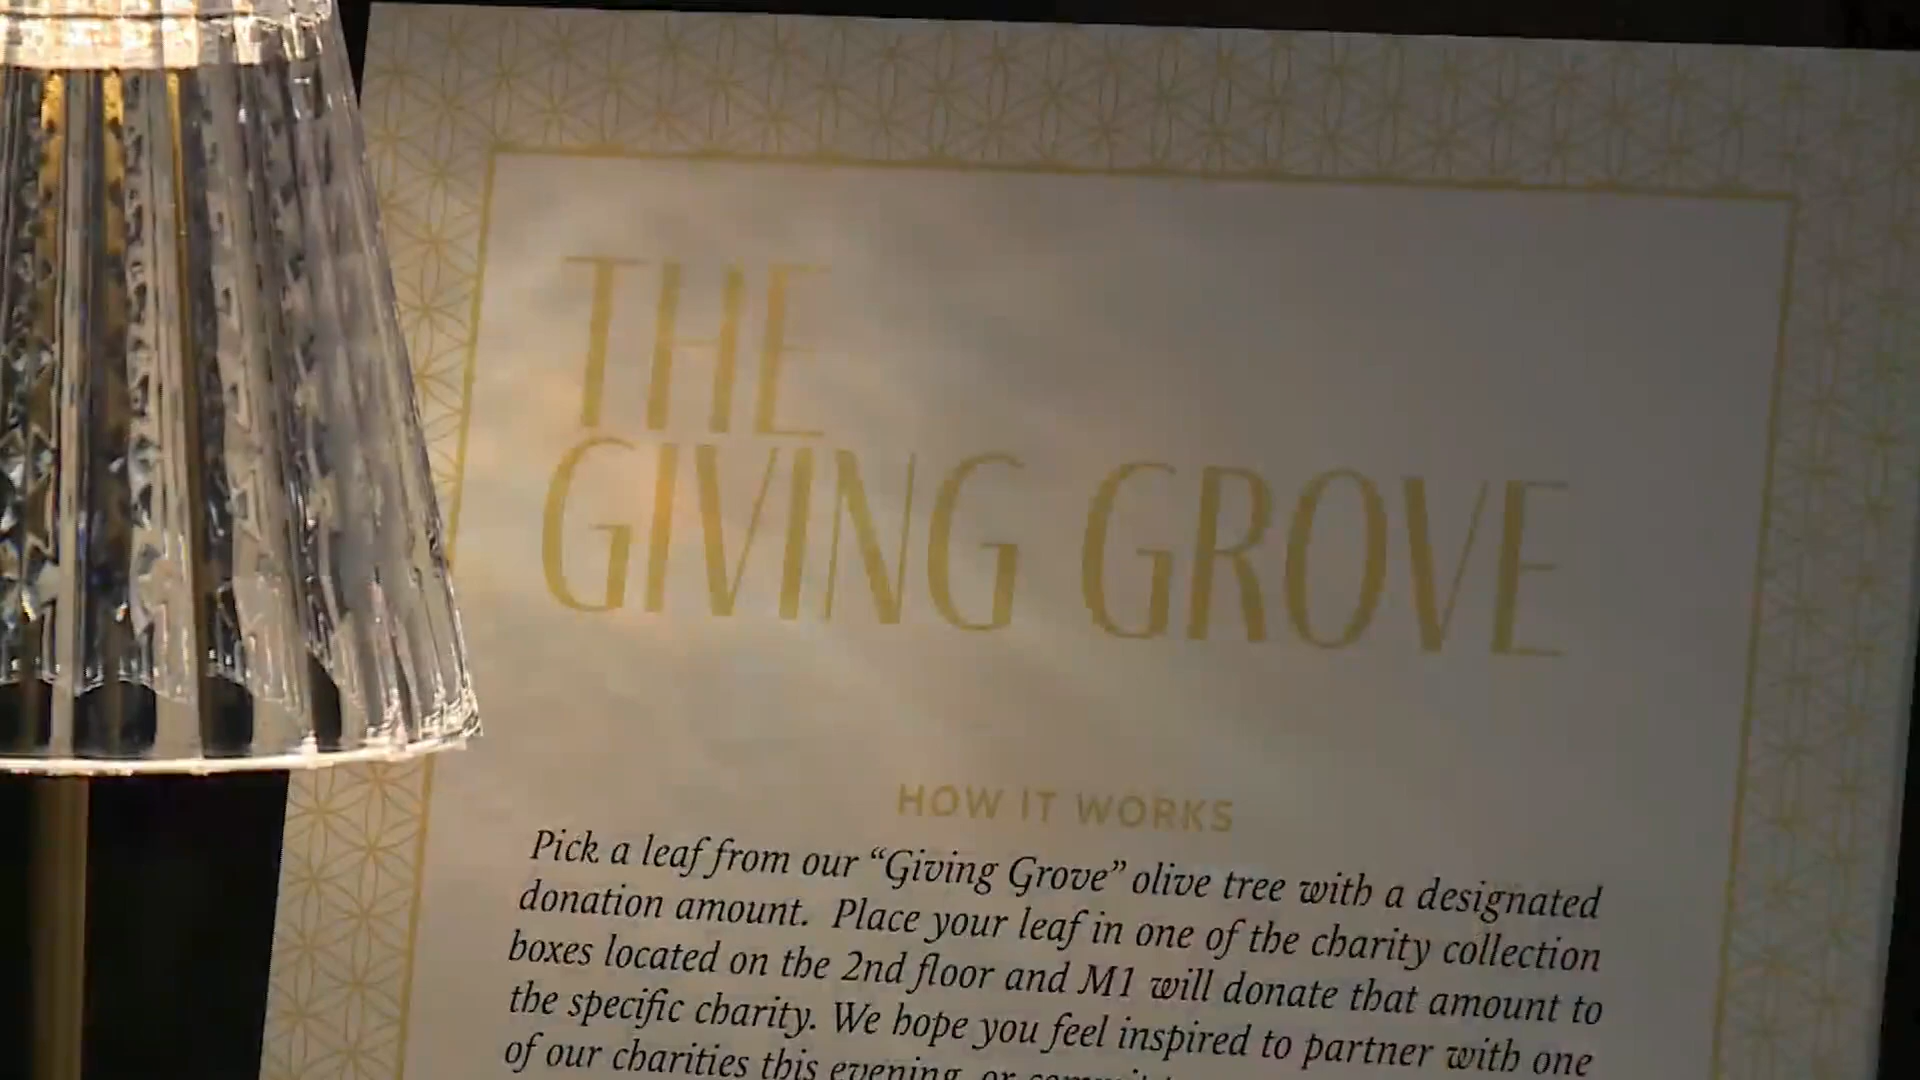 THE
GIVING GROVE
HOW IT WORKS
Pick a leaf from our “Giving Grove” olive tree with a designated
donation amount. Place your leaf in one of the charity collection
boxes located on the 2nd floor and M1 will donate that amount to
the specific charity. We hope you feel inspired to partner with one
of our charities this evening, or